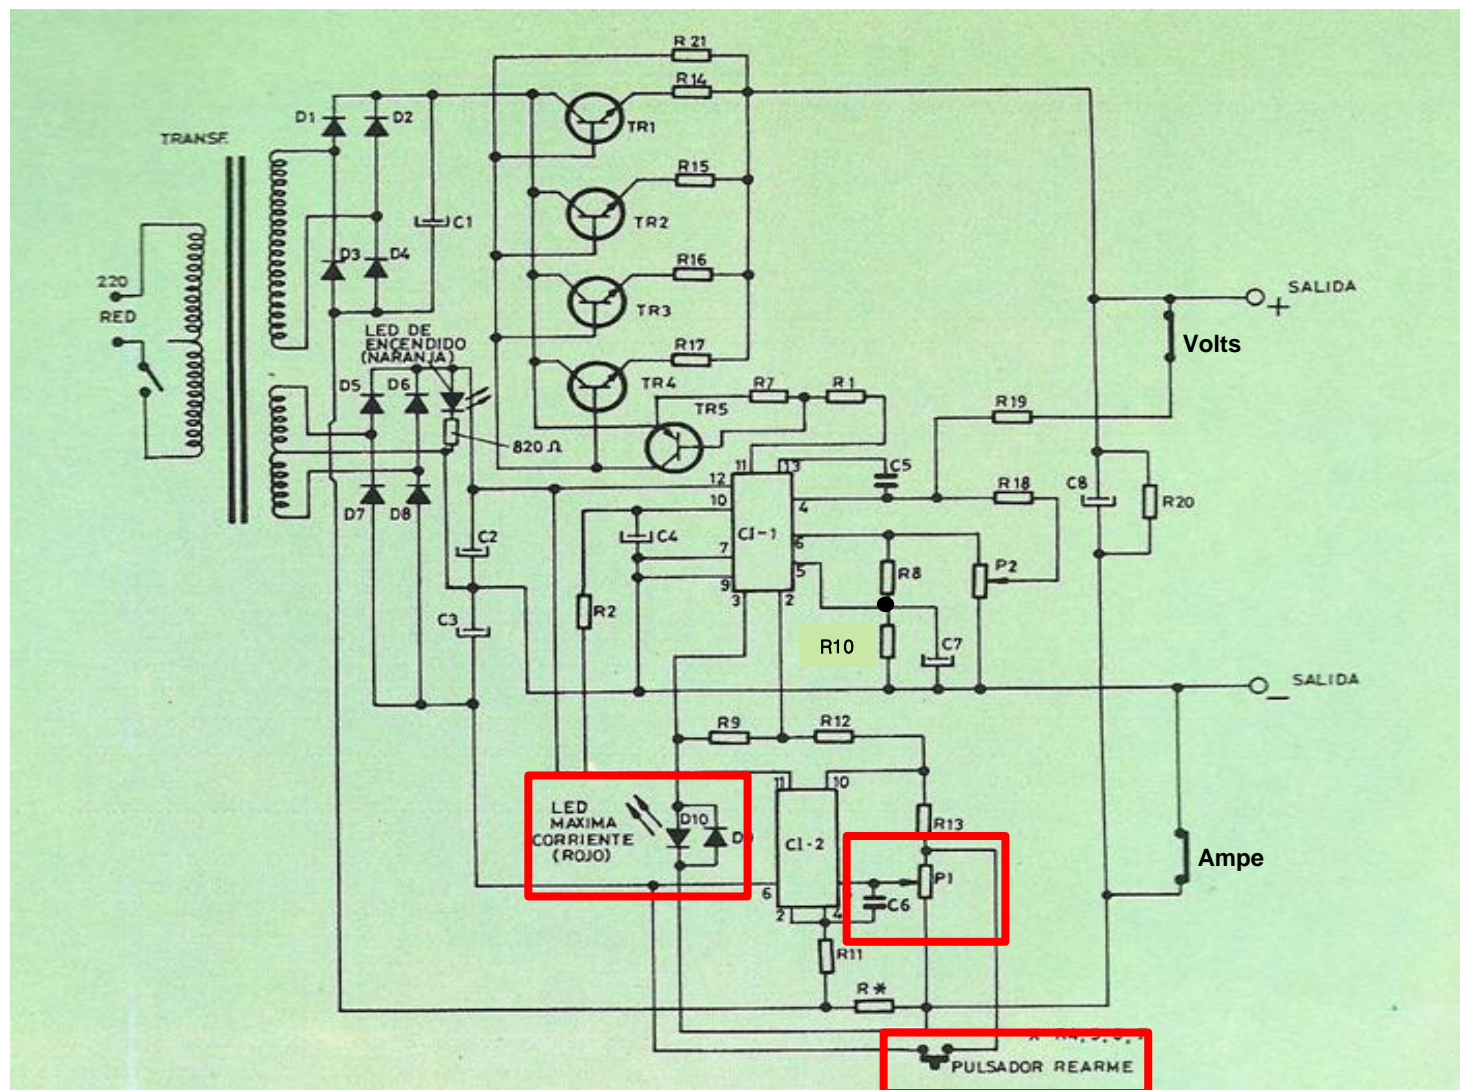 R 21
R14
D1
D2
TR1
TRANSF.
R15
C1
TR2
D3
D4
R16
220
SALIDA
+
RED
TR3
LED DE
ENCENDIDO
(NARANJA)
R17
Volts
D5
D6
TR4
R7
R1
TR5
R19
820 Ω
11
13
C5
12
R18
C8
R20
D7
D8
10
4
C4
CI-1
6
C2
7
5
R8
P2
9
3
2
R2
C3
R10
C7
SALIDA
−
R9
R12
11
10
LED
MAXIMA
CORRIENTE
(ROJO)
D10
R13
CI-2
Ampe
P1
6
C6
2
4
R11
R*
PULSADOR REARME